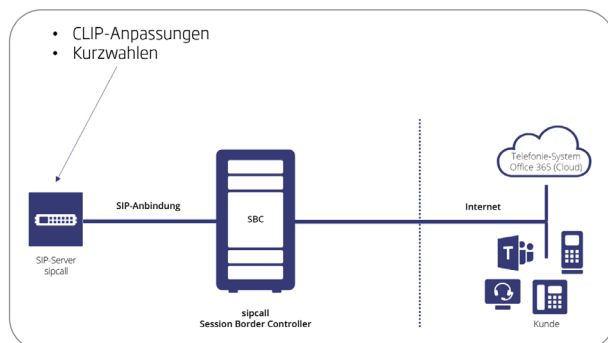 • CLIP-Anpassungen
• Kurzwahlen
Telefonie-System
Office 365 (Cloud)
SIP-Anbindung
SBC
Internet
SIP-Server
sipcall
T
Kunde
sipcall
Session Border Controller